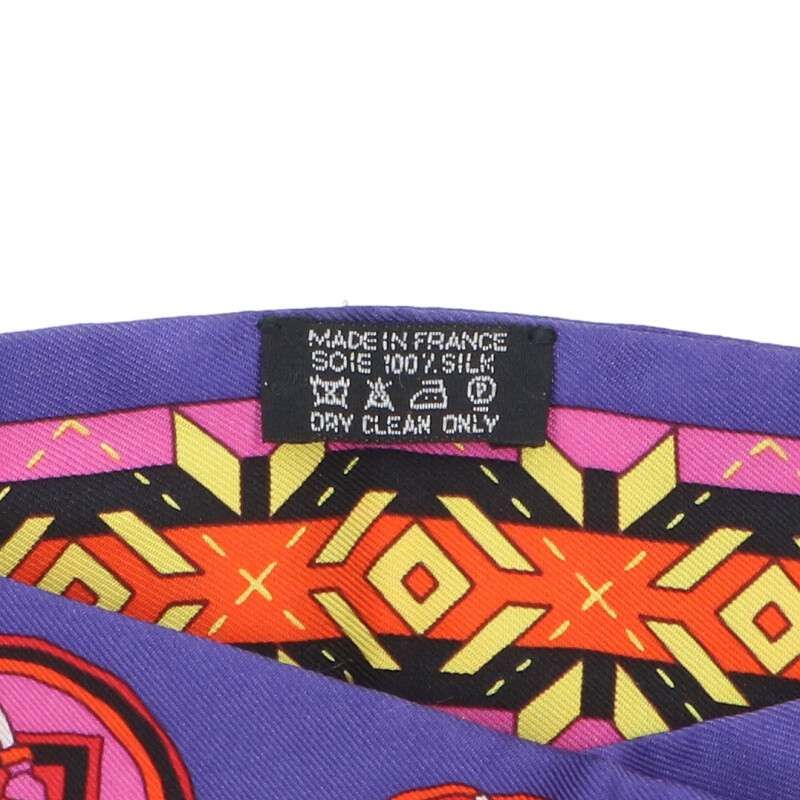 MADE IN FRANCE
SOIE 100% SILK
P
DRY CLEAN ONLY